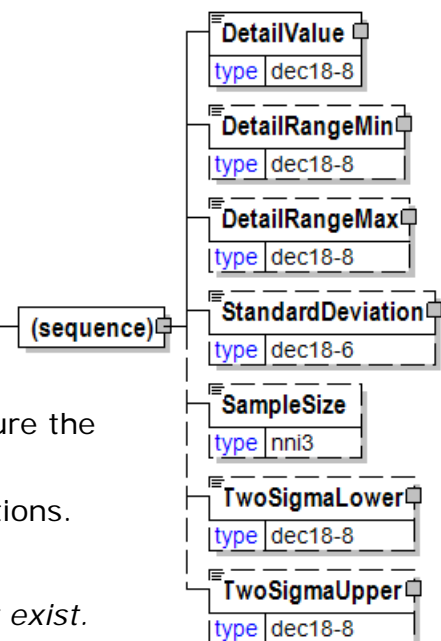 DetailValue
type dec18-8
DetailRangeMin
type dec18-8
DetailRangeMax
type dec18-8
(sequence)
StandardDeviation
type dec18-6
SampleSize
type nni3
TwoSigmaLower
type dec18-8
TwoSigmaUpper
type dec18-8
ure the
tions.
exist.